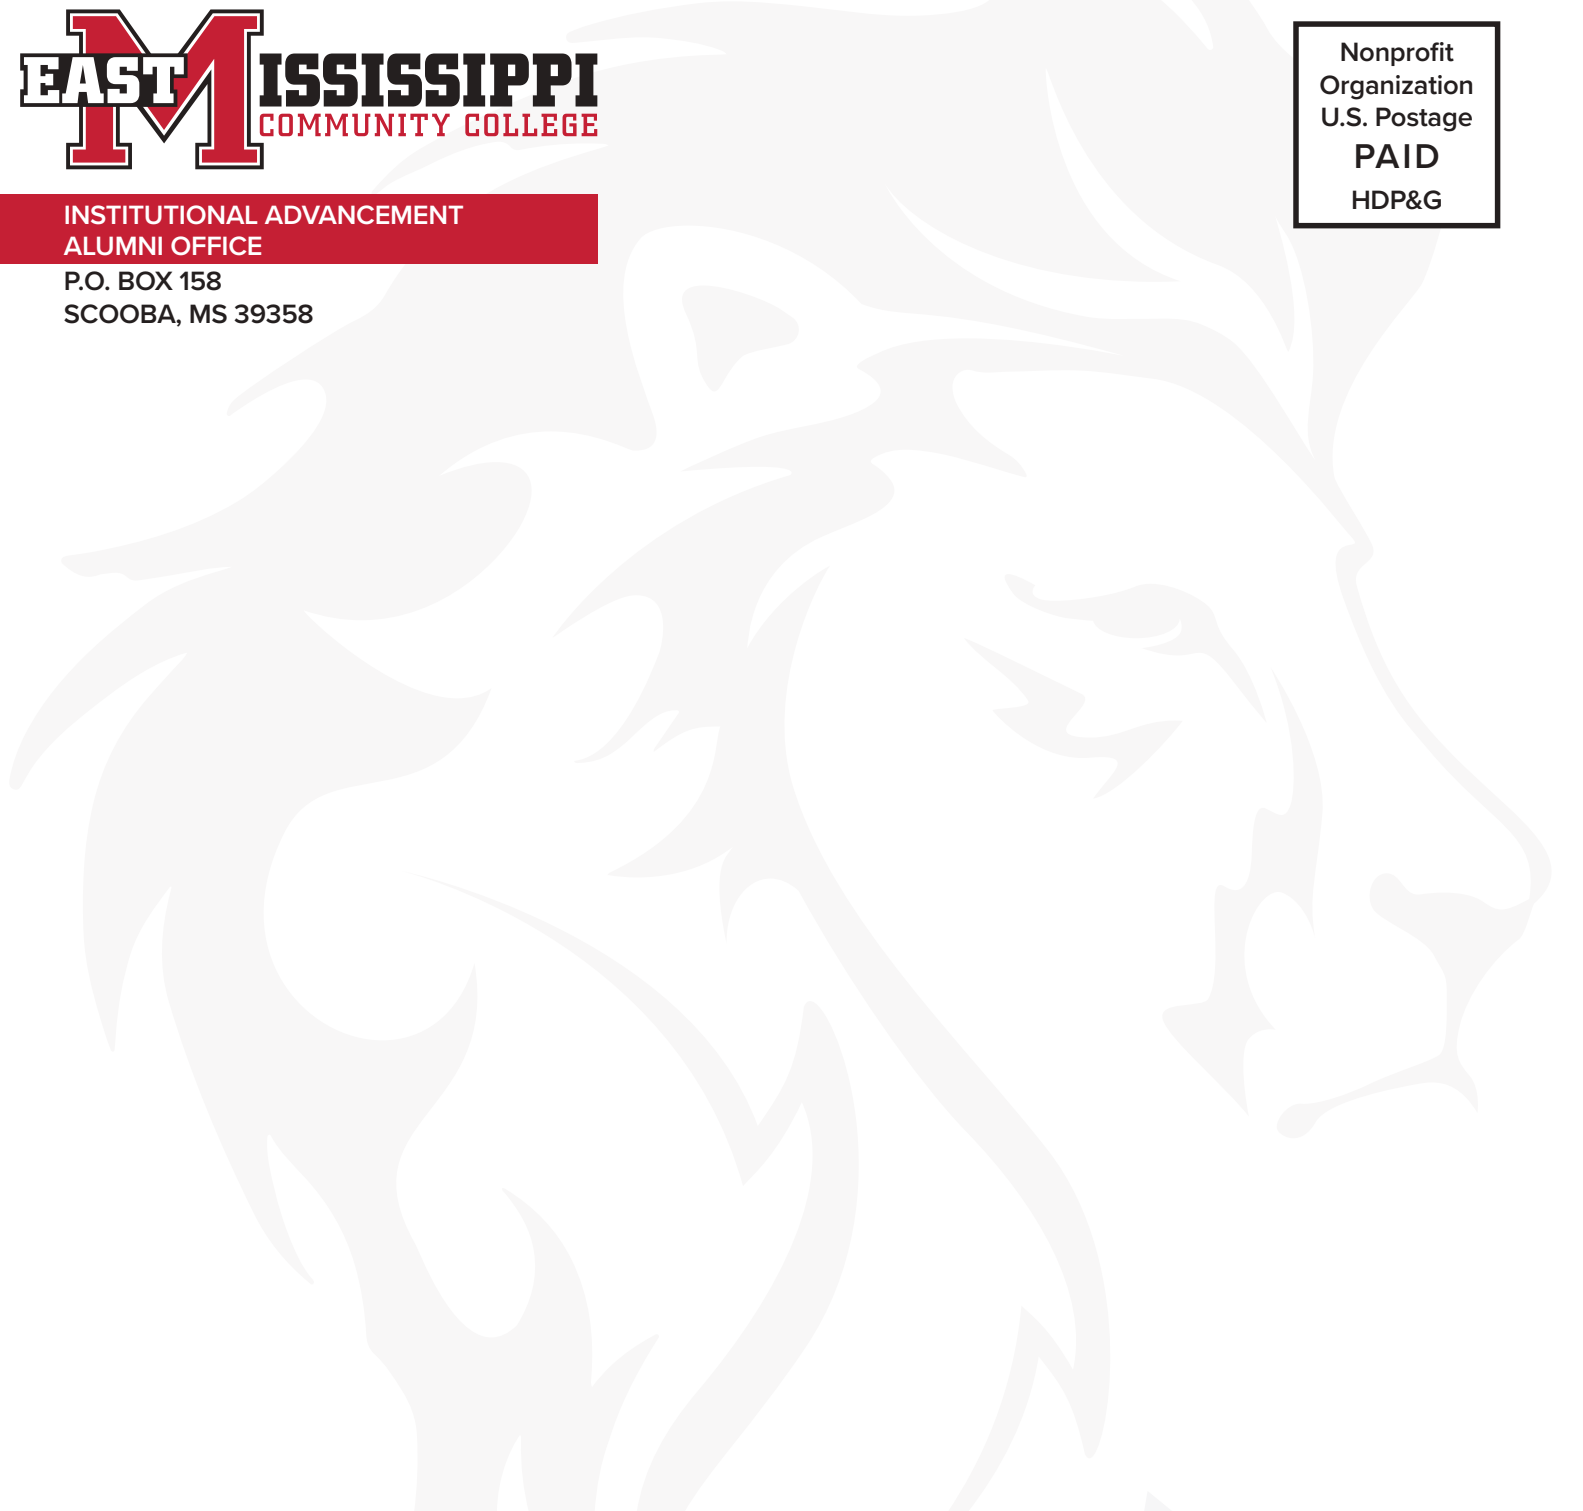 EAST MISSISSIPPI
COMMUNITY COLLEGE
INSTITUTIONAL ADVANCEMENT
ALUMNI OFFICE
P.O. BOX 158
SCOOBA, MS 39358
Nonprofit
Organization
U.S. Postage
PAID
HDP&G